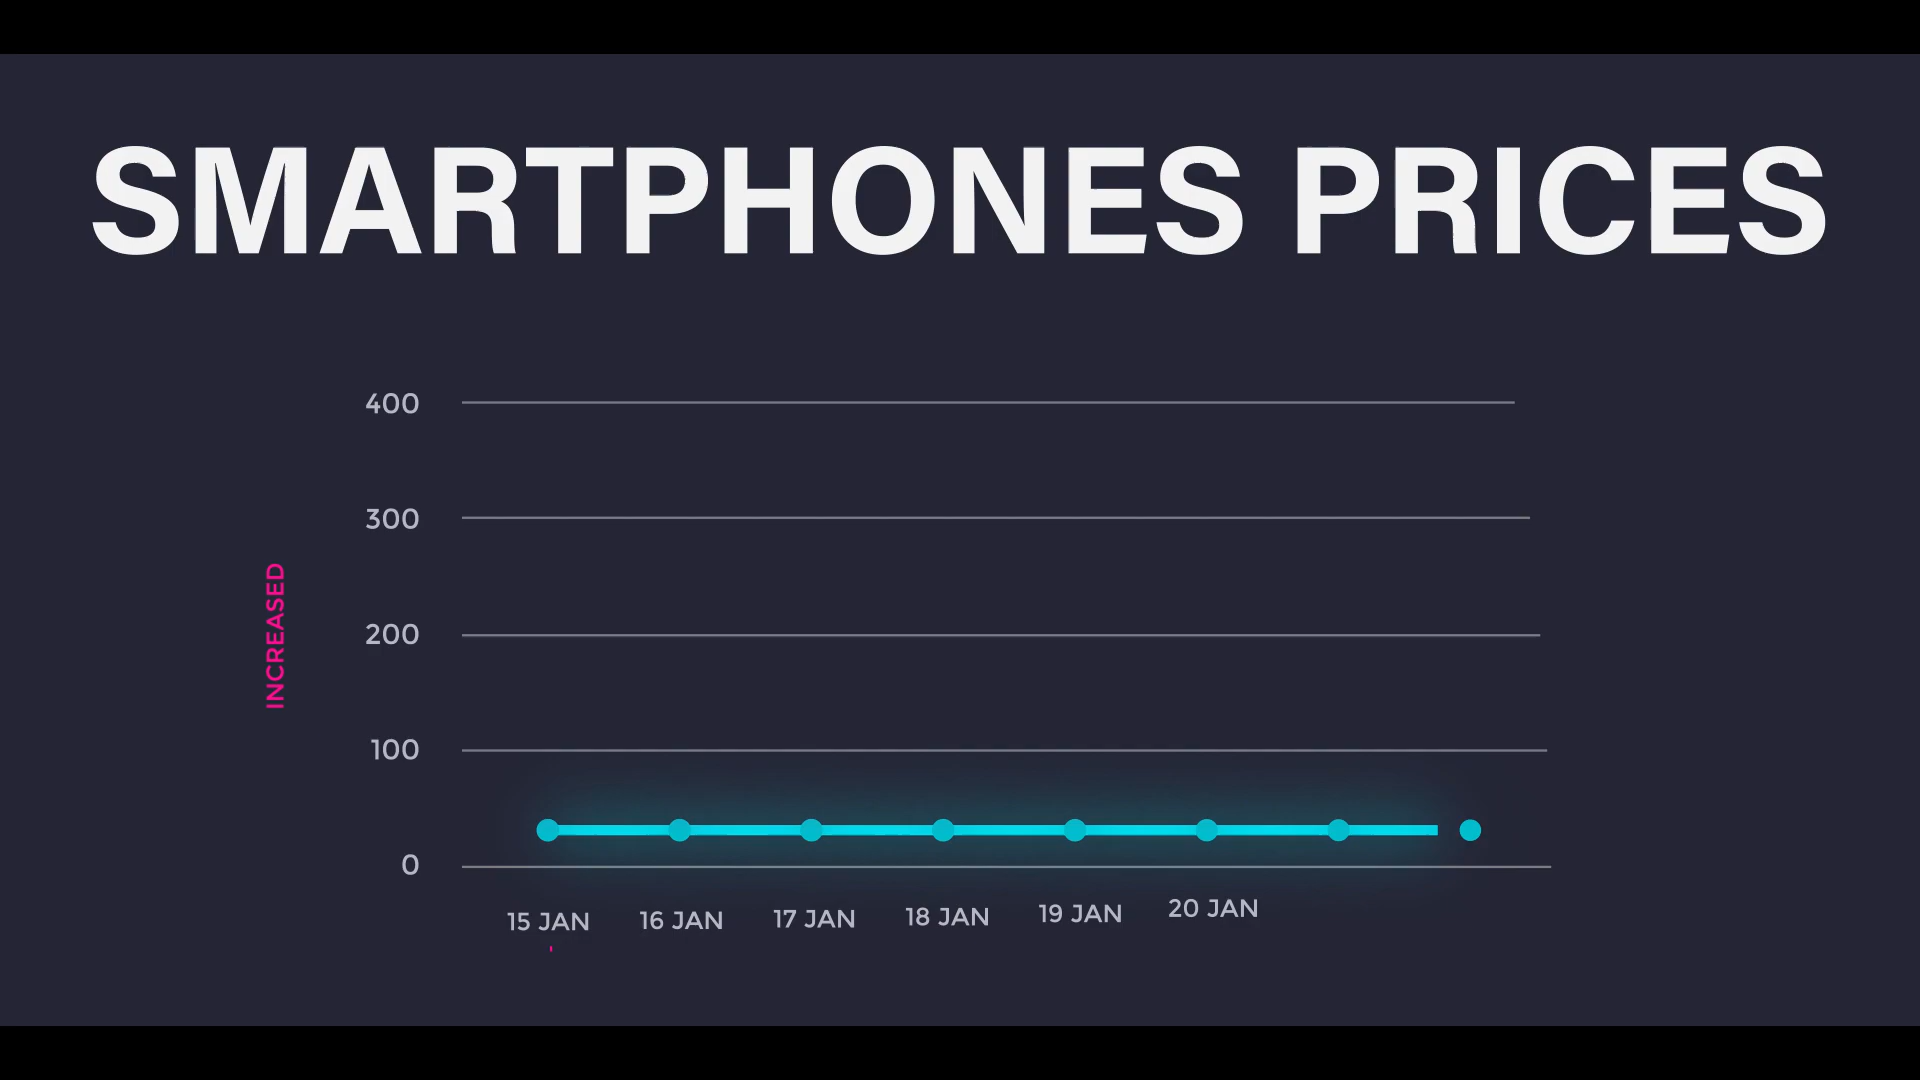 SMARTPHONES PRICES
400
300
200
100
0
INCREASED
15 JAN
16 JAN
17 JAN
18 JAN
19 JAN
20 JAN